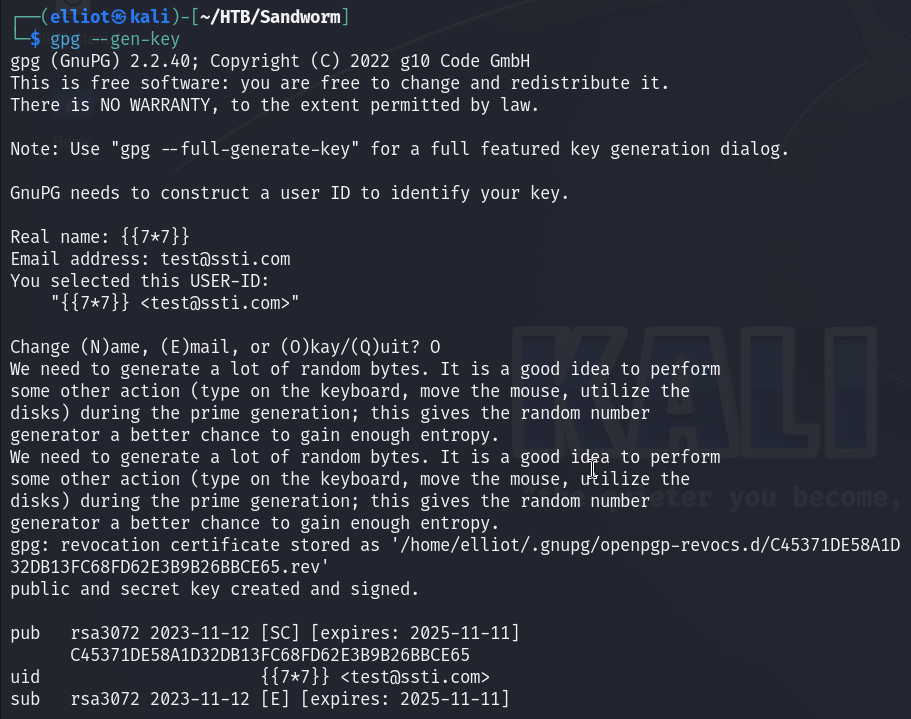 ┌──(elliot㉿kali)-[~/HTB/Sandworm]
└─$ gpg --gen-key
gpg (GnuPG) 2.2.40; Copyright (C) 2022 g10 Code GmbH
This is free software: you are free to change and redistribute it.
There is NO WARRANTY, to the extent permitted by law.

Note: Use "gpg --full-generate-key" for a full featured key generation dialog.

GnuPG needs to construct a user ID to identify your key.

Real name: {{7*7}}
Email address: test@ssti.com
You selected this USER-ID:
    "{{7*7}} <test@ssti.com>"

Change (N)ame, (E)mail, or (O)kay/(Q)uit? O
We need to generate a lot of random bytes. It is a good idea to perform
some other action (type on the keyboard, move the mouse, utilize the
disks) during the prime generation; this gives the random number
generator a better chance to gain enough entropy.
We need to generate a lot of random bytes. It is a good idea to perform
some other action (type on the keyboard, move the mouse, utilize the
disks) during the prime generation; this gives the random number
generator a better chance to gain enough entropy.
gpg: revocation certificate stored as '/home/elliot/.gnupg/openpgp-revocs.d/C45371DE58A1D
32DB13FC68FD62E3B9B26BBCE65.rev'
public and secret key created and signed.

pub   rsa3072 2023-11-12 [SC] [expires: 2025-11-11]
      C45371DE58A1D32DB13FC68FD62E3B9B26BBCE65
uid                      {{7*7}} <test@ssti.com>
sub   rsa3072 2023-11-12 [E] [expires: 2025-11-11]
KALI
you become,